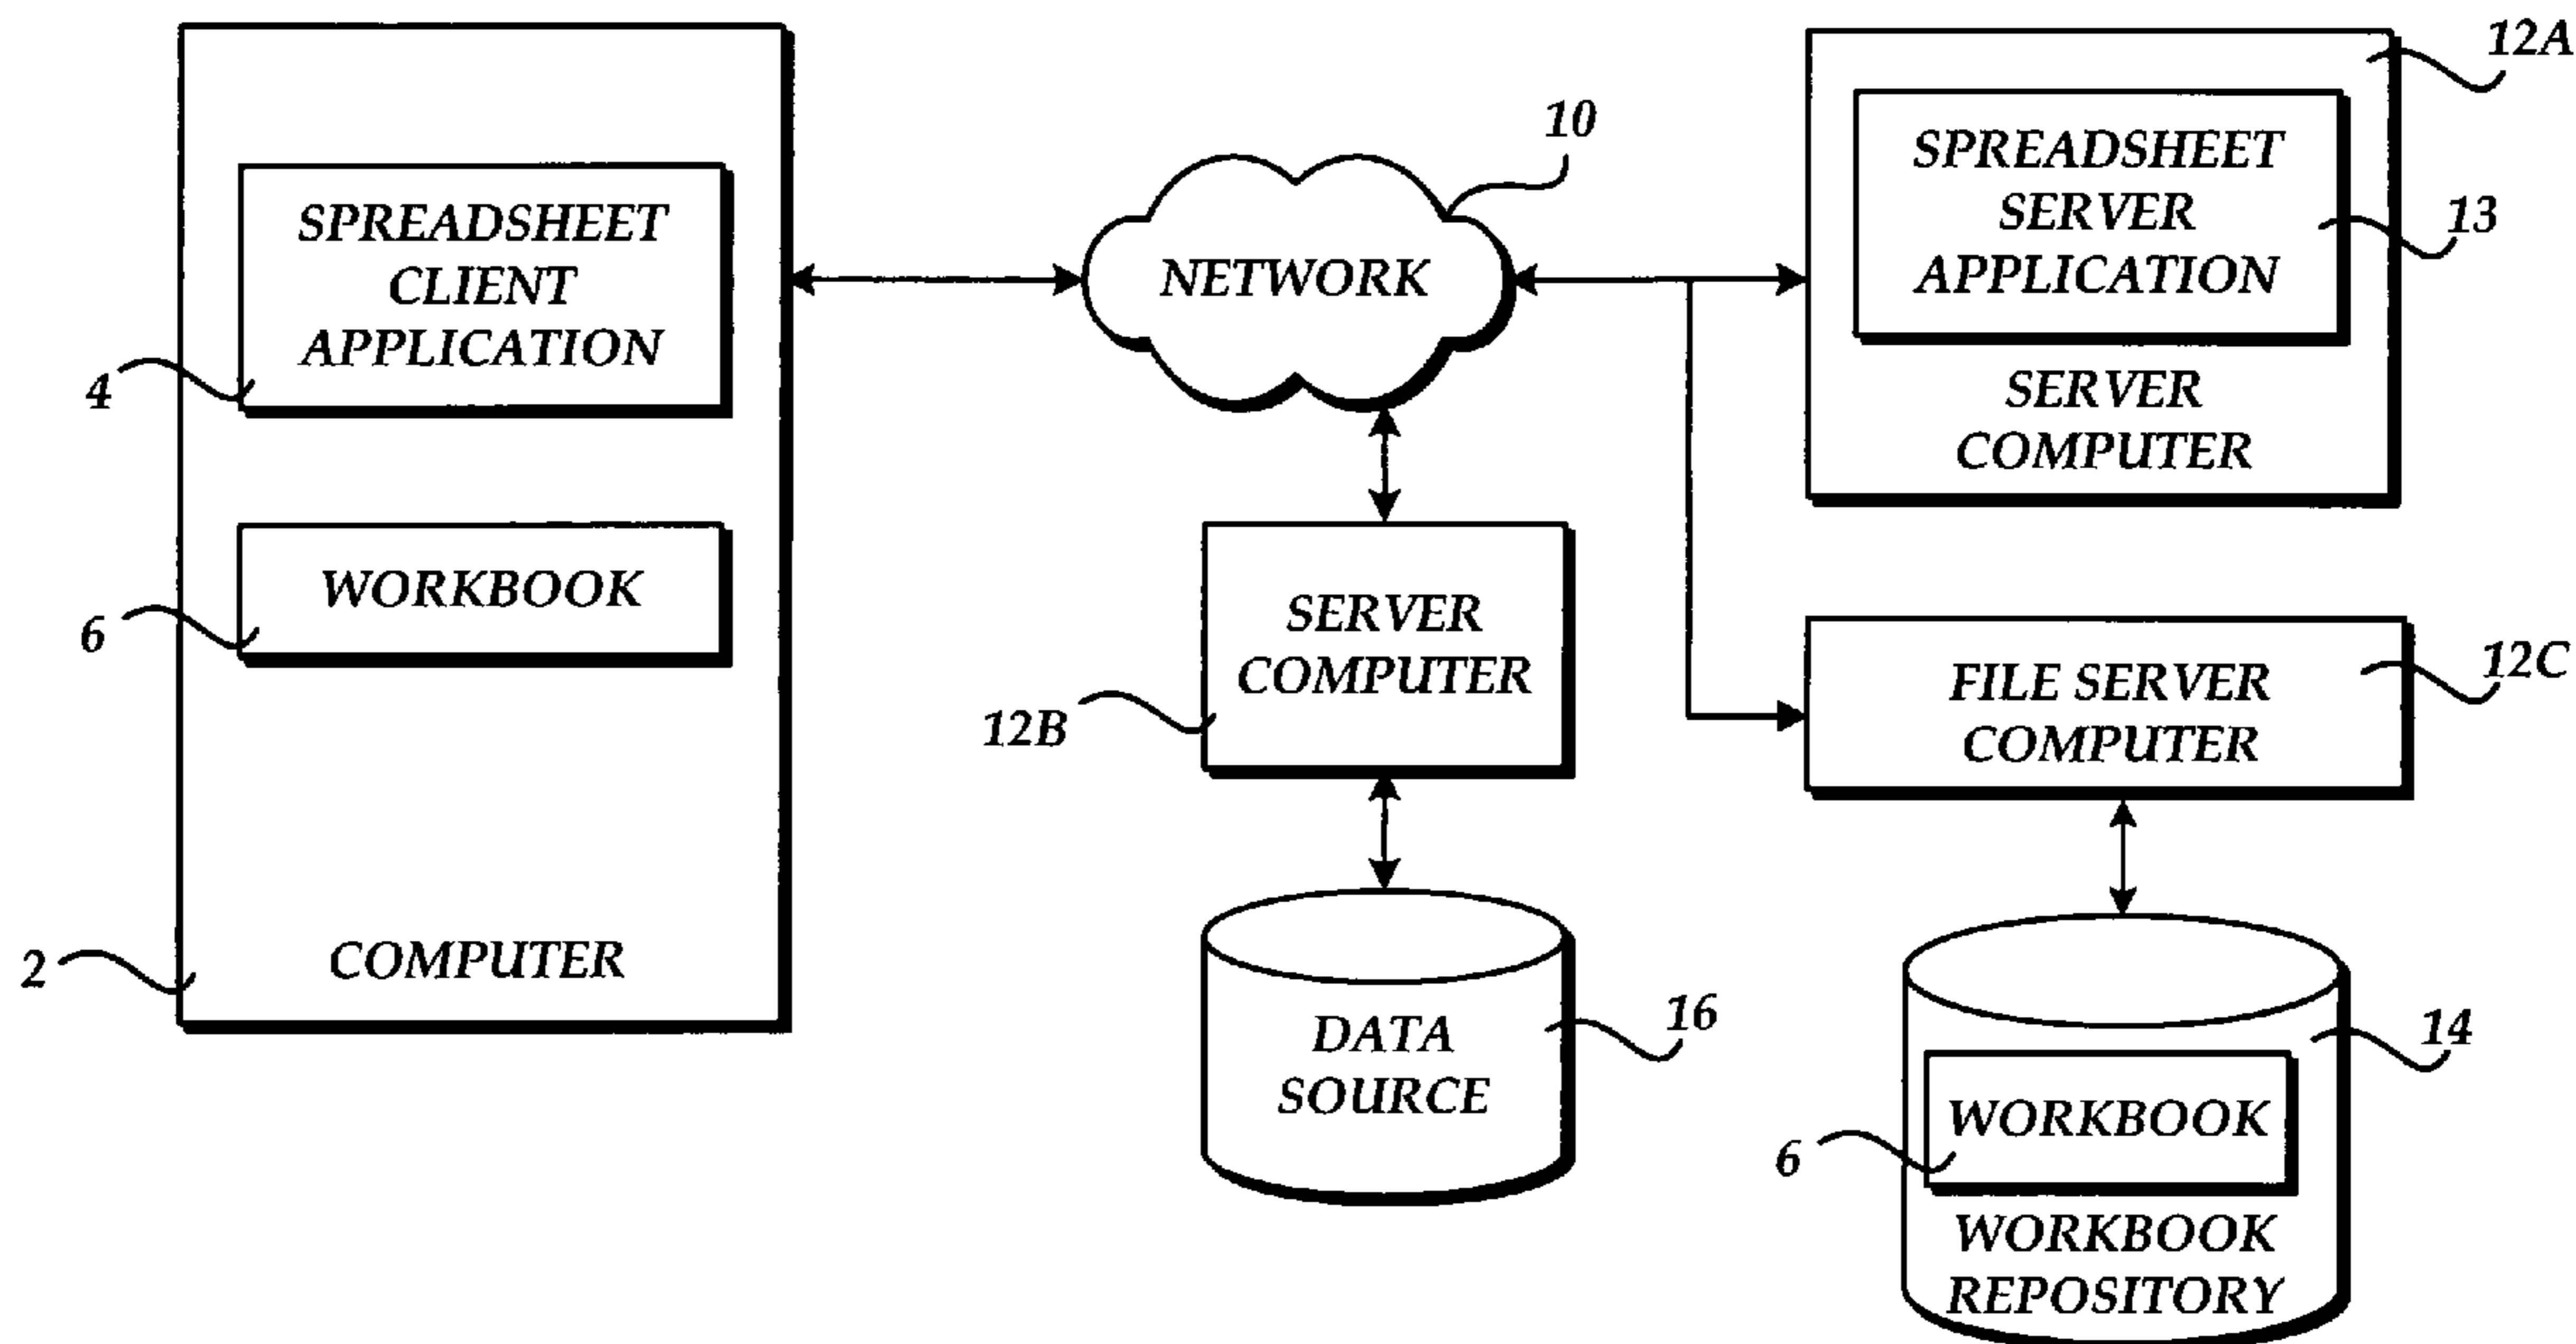 12A
10
SPREADSHEET
SERVER
APPLICATION
13
SERVER
COMPUTER
SPREADSHEET
CLIENT
APPLICATION
4
NETWORK
WORKBOOK
6
SERVER
COMPUTER
12B
FILE SERVER
COMPUTER
12C
COMPUTER
2
DATA
SOURCE
16
14
WORKBOOK
6
WORKBOOK
REPOSITORY